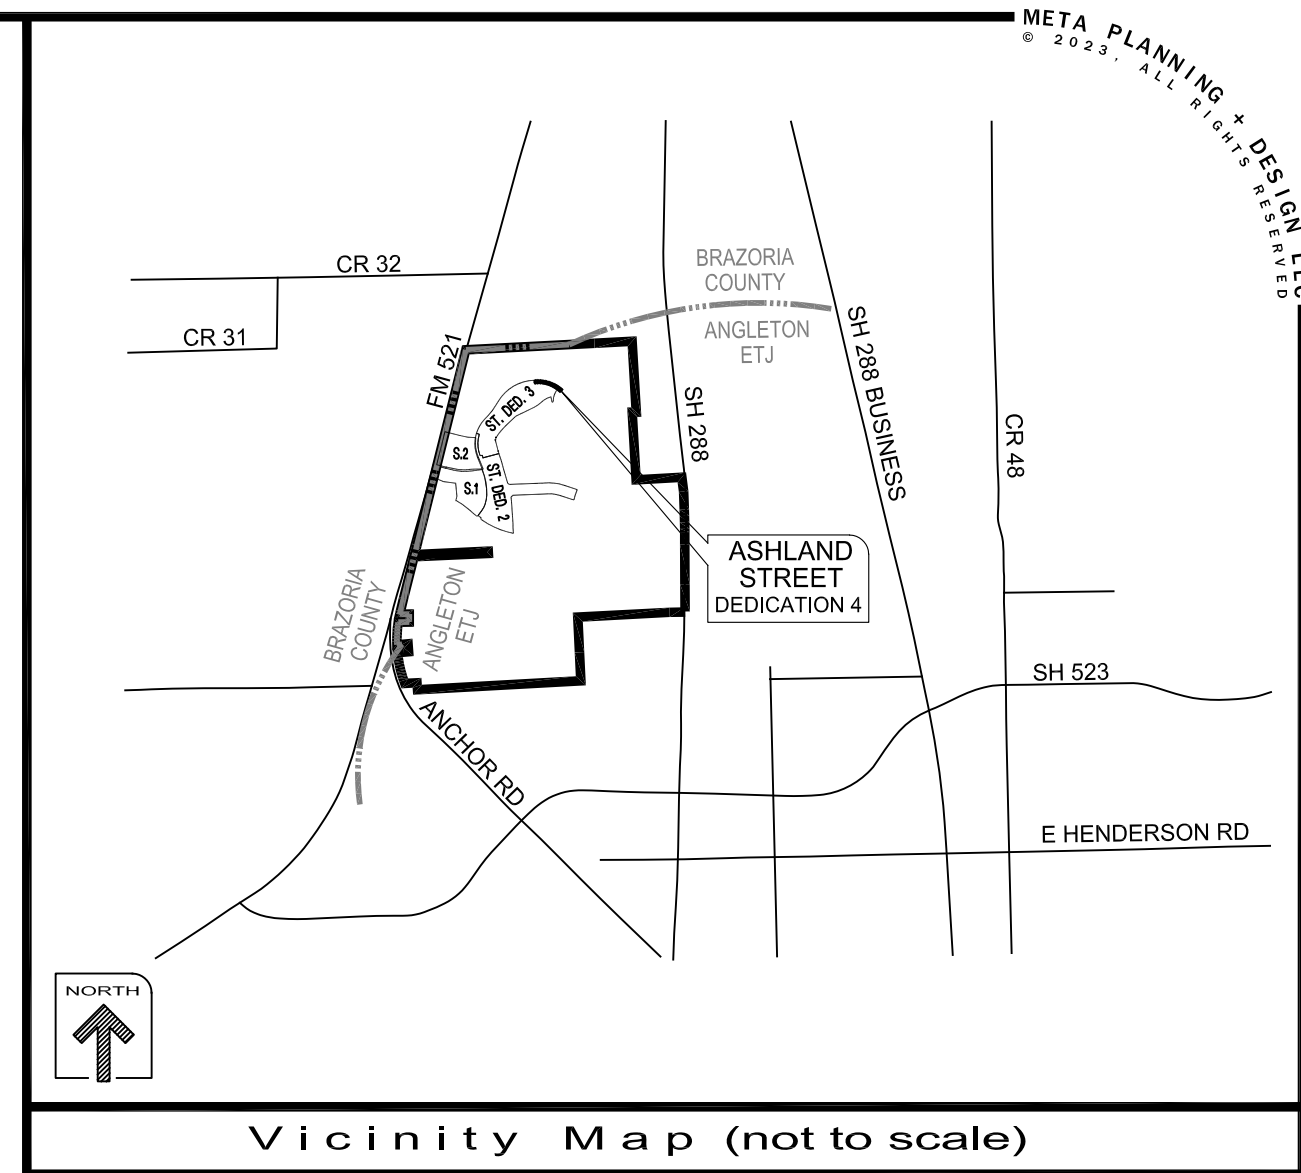 META PLANNING + DESIGN LLC
© 2023, ALL RIGHTS RESERVED
CR 32
BRAZORIA
COUNTY
CR 31
ANGLETON
ETJ
FM 521
SH 288 BUSINESS
ST. DED. 3
SH 288
CR 48
S.2
ST. DED. 2
S.1
ASHLAND
STREET
DEDICATION 4
BRAZORIA
COUNTY
ANGLETON
ETJ
SH 523
ANCHOR RD
E HENDERSON RD
NORTH
Vicinity Map (not to scale)